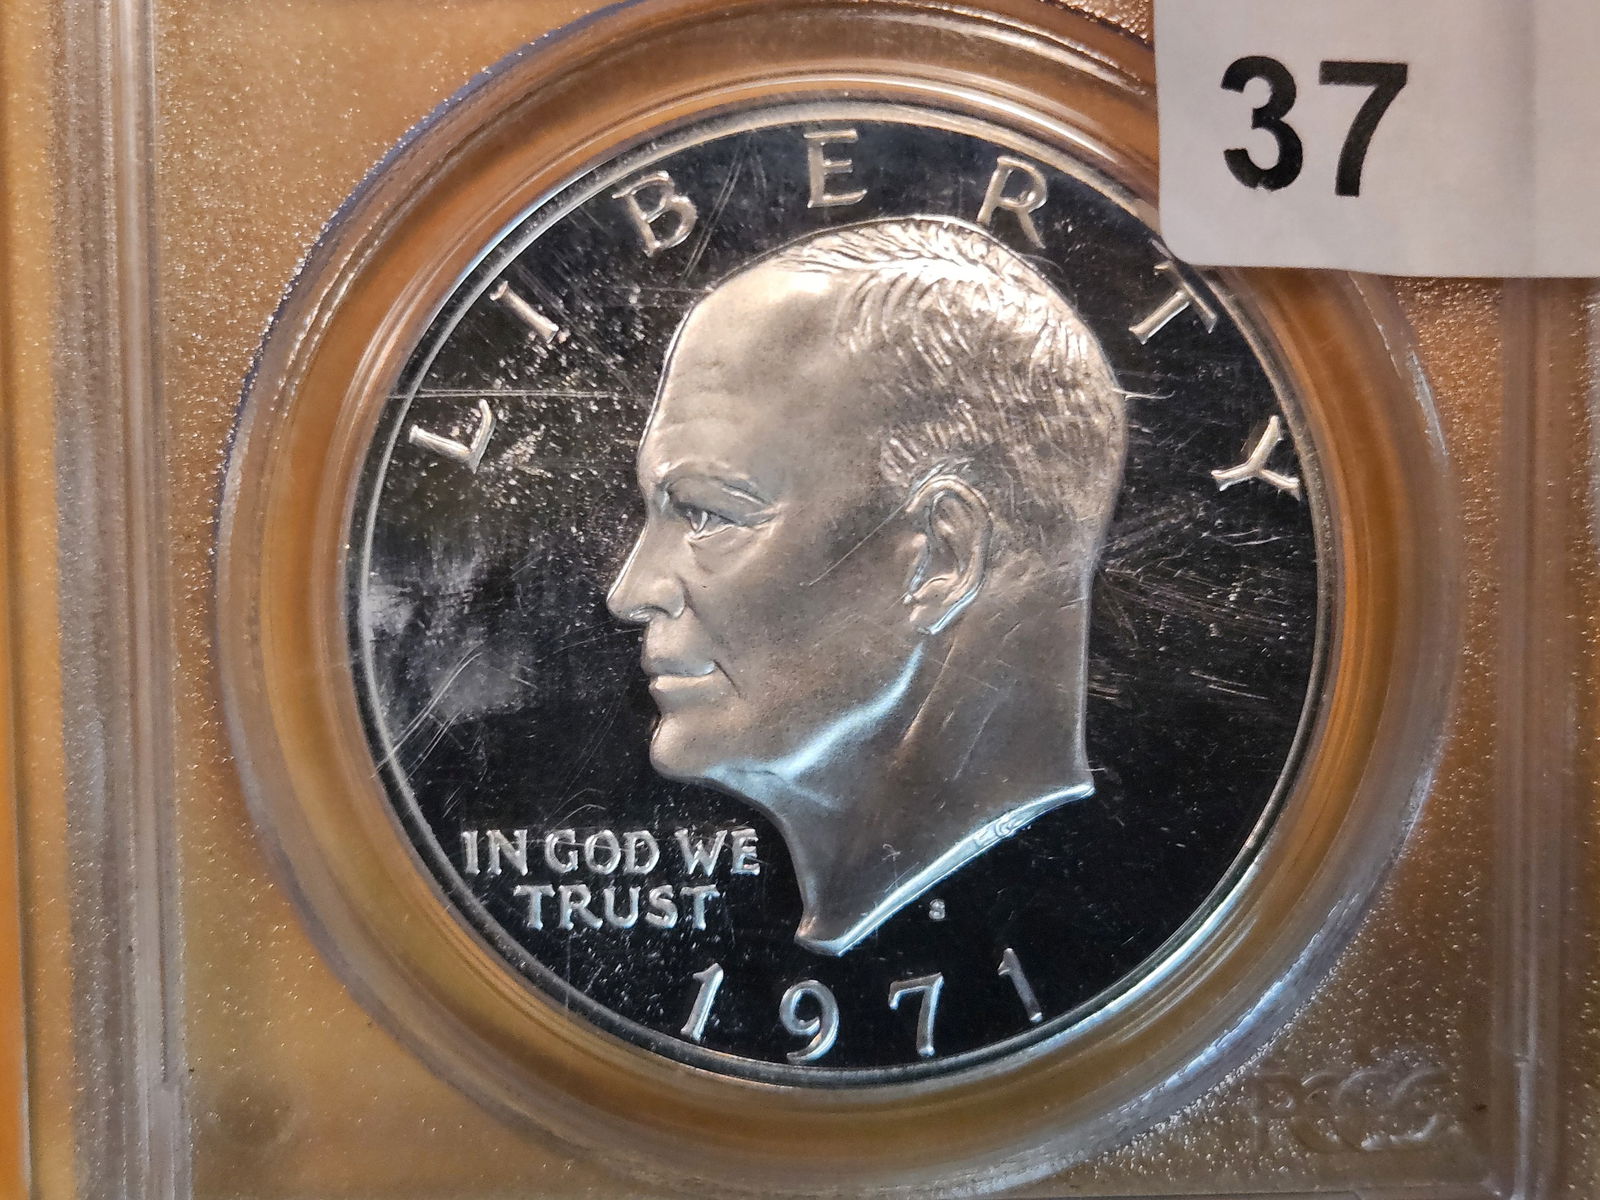 37
LIBERTY
IN GOD WE
TRUST
S
1971
PCGS